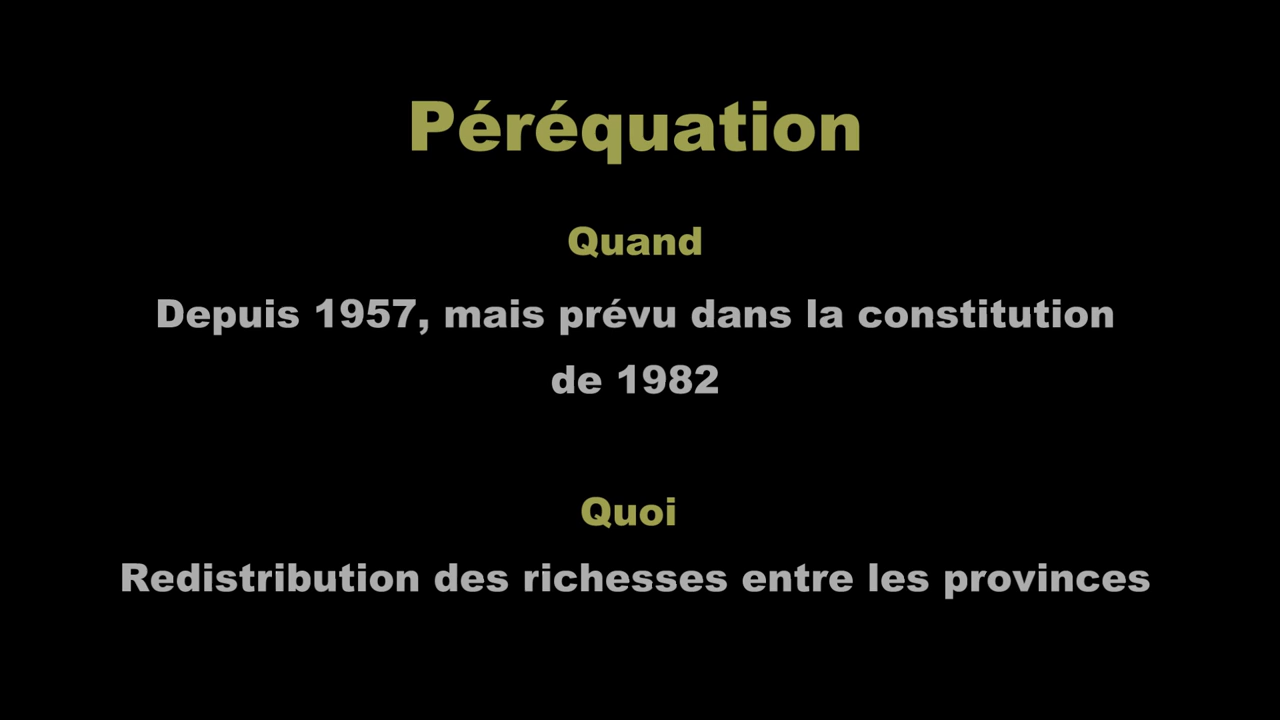 Péréquation
Quand
Depuis 1957, mais prévu dans la constitution
de 1982
Quoi
Redistribution des richesses entre les provinces